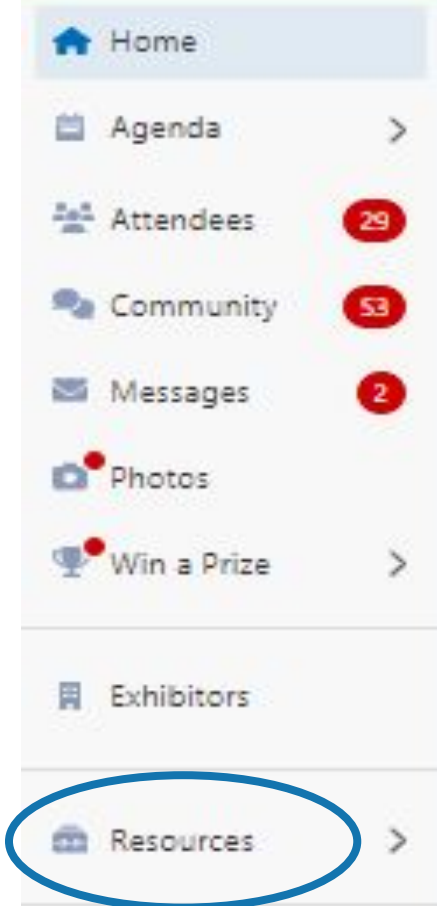 Home
Agenda
Attendees 29
Community 53
Messages 2
Photos
Win a Prize
Exhibitors
Resources